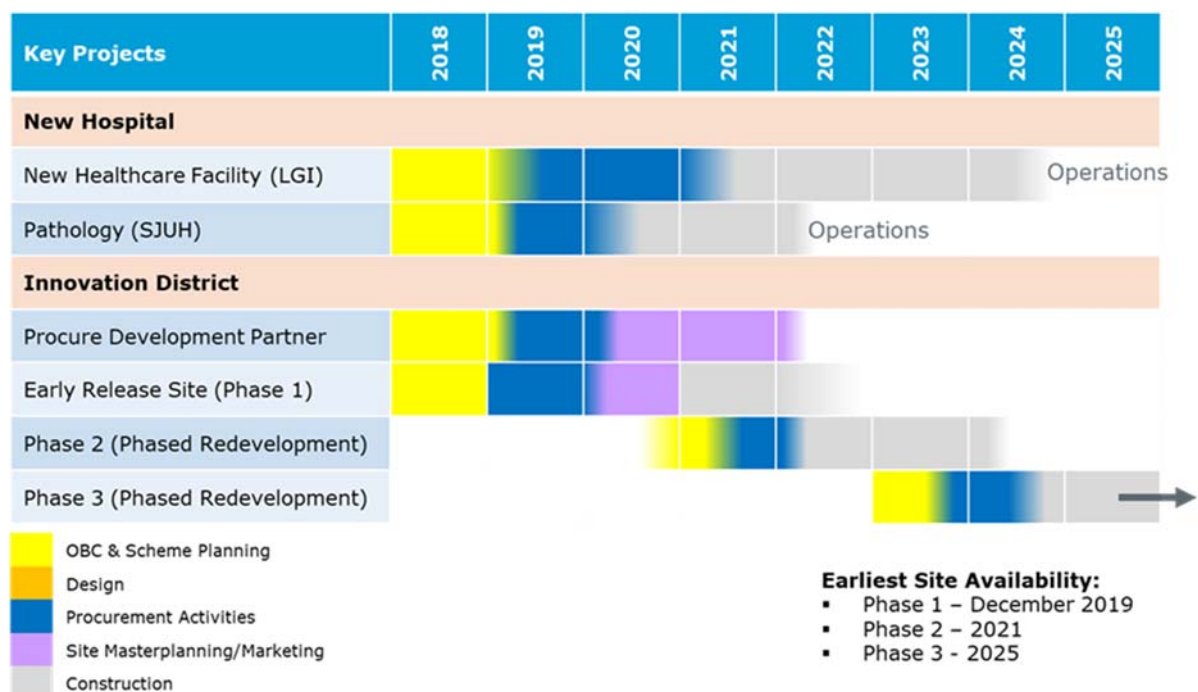 Key Projects 2018 2019 2020 2021 2022 2023 2024 2025
New Hospital
New Healthcare Facility (LGI) Operations
Pathology (SJUH) Operations
Innovation District
Procure Development Partner
Early Release Site (Phase 1)
Phase 2 (Phased Redevelopment)
Phase 3 (Phased Redevelopment)
OBC & Scheme Planning
Design
Procurement Activities
Site Masterplanning/Marketing
Construction
Earliest Site Availability:
▪ Phase 1 – December 2019
▪ Phase 2 – 2021
▪ Phase 3 - 2025